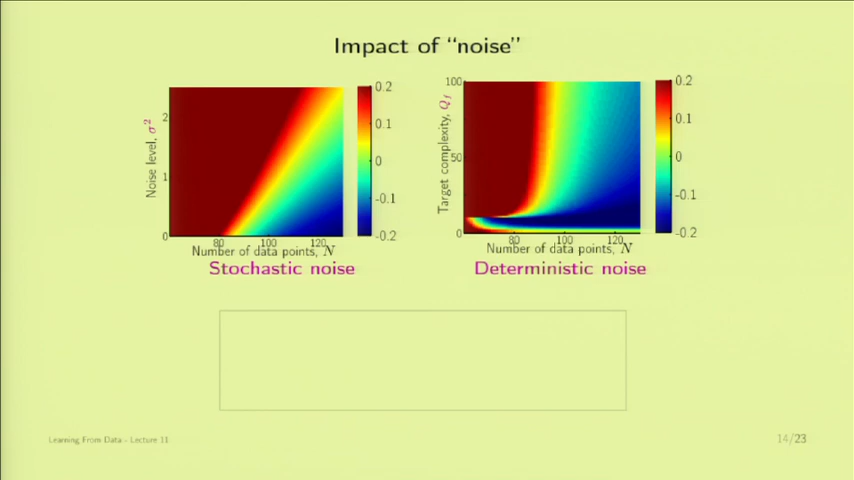 Impact of “noise”
Noise level, σ²
2
1
0
80
100
120
Number of data points, N
0.2
0.1
0
-0.1
-0.2
Stochastic noise
Target complexity, Q_f
100
50
0
80
100
120
Number of data points, N
0.2
0.1
0
-0.1
-0.2
Deterministic noise
Learning From Data - Lecture 11
14/23